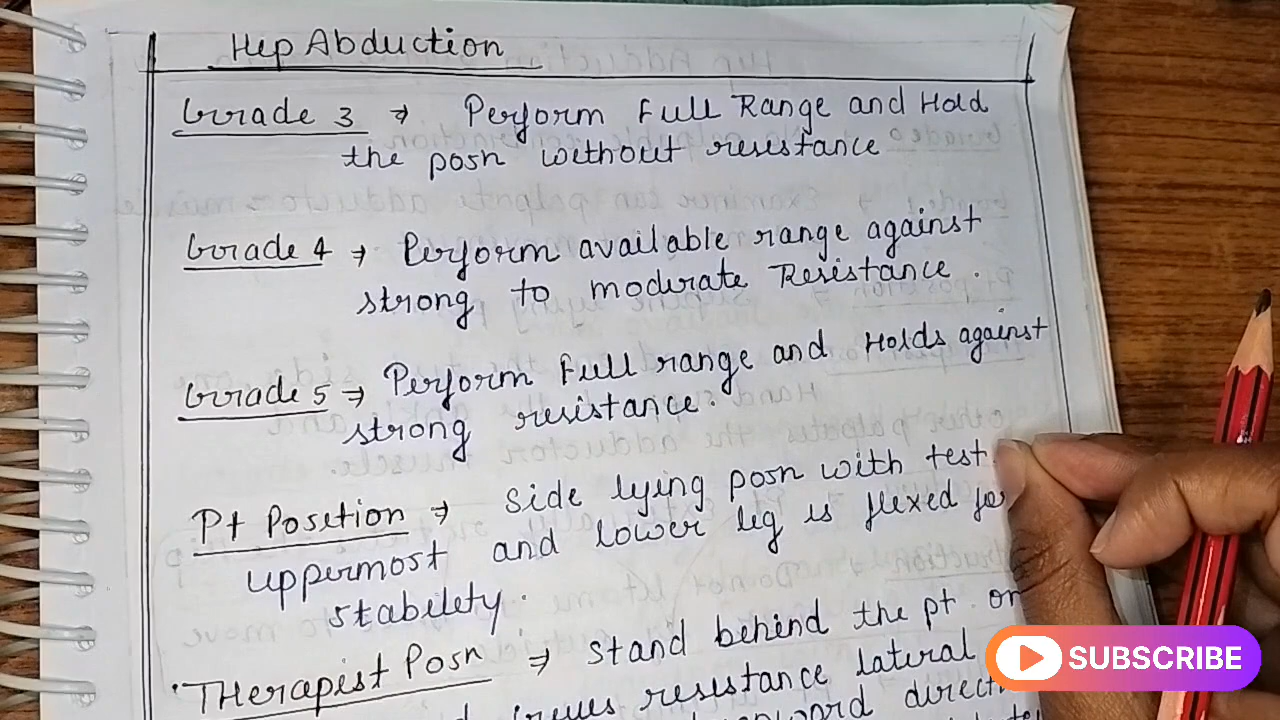 Hip Abduction
Grade 3 ⇒ Perform Full Range and Hold
the posn without resistance
Grade 4 ⇒ Perform available range against
strong to moderate Resistance.
Grade 5 ⇒ Perform full range and Holds against
strong resistance.
Pt Position ⇒ Side lying posn with test
uppermost and lower leg is flexed for
stability.
Therapist Posn ⇒ Stand behind the pt on
resistance lateral
SUBSCRIBE